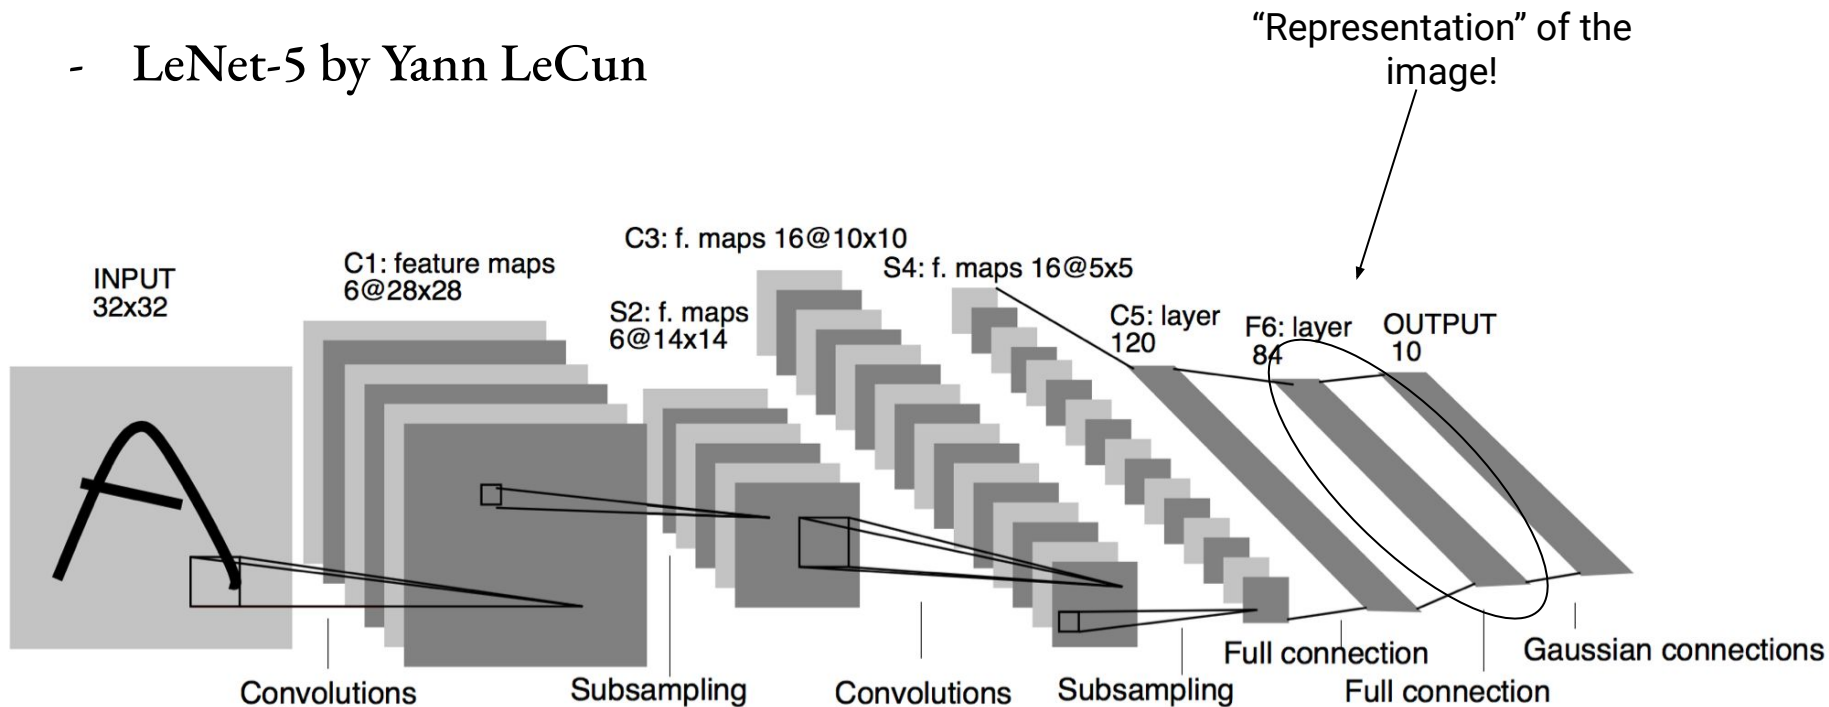 - LeNet-5 by Yann LeCun
“Representation” of the
image!
INPUT
32x32
C1: feature maps
6@28x28
S2: f. maps
6@14x14
C3: f. maps 16@10x10
S4: f. maps 16@5x5
C5: layer
120
F6: layer
84
OUTPUT
10
A
Convolutions
Subsampling
Convolutions
Subsampling
Full connection
Full connection
Gaussian connections